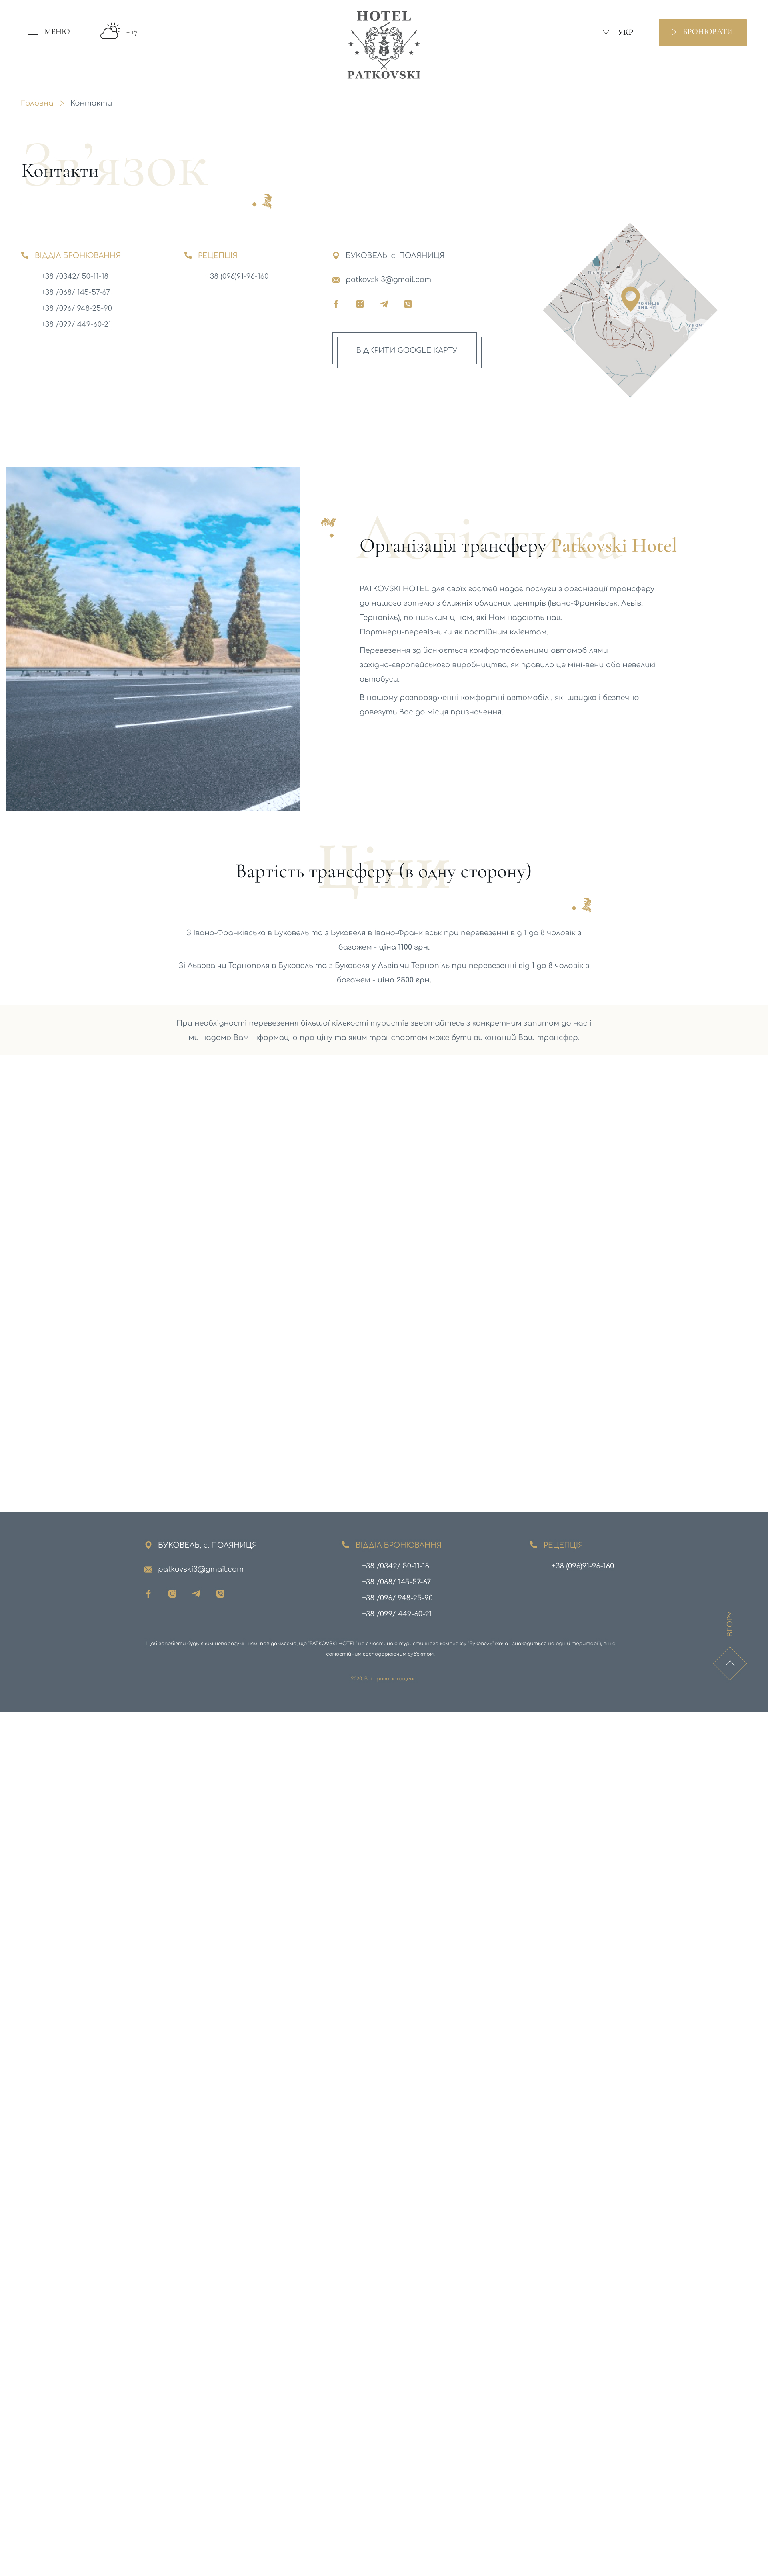 МЕНЮ
+ 17
HOTEL
PATKOVSKI
УКР
БРОНЮВАТИ
Головна > Контакти
Зв’язок
Контакти
ВІДДІЛ БРОНЮВАННЯ
+38 /0342/ 50-11-18
+38 /068/ 145-57-67
+38 /096/ 948-25-90
+38 /099/ 449-60-21
РЕЦЕПЦІЯ
+38 (096)91-96-160
БУКОВЕЛЬ, с. ПОЛЯНИЦЯ
patkovski3@gmail.com
ВІДКРИТИ GOOGLE КАРТУ
Логістика
Організація трансферу Patkovski Hotel
PATKOVSKI HOTEL для своїх гостей надає послуги з організації трансферу
до нашого готелю з ближніх обласних центрів (Івано-Франківськ, Львів,
Тернопіль), по низьким цінам, які Нам надають наші
Партнери-перевізники як постійним клієнтам.
Перевезення здійснюється комфортабельними автомобілями
західно-європейського виробництва, як правило це міні-вени або невеликі
автобуси.
В нашому розпорядженні комфортні автомобілі, які швидко і безпечно
довезуть Вас до місця призначення.
Ціни
Вартість трансферу (в одну сторону)
З Івано-Франківська в Буковель та з Буковеля в Івано-Франківськ при перевезенні від 1 до 8 чоловік з
багажем - ціна 1100 грн.
Зі Львова чи Тернополя в Буковель та з Буковеля у Львів чи Тернопіль при перевезенні від 1 до 8 чоловік з
багажем - ціна 2500 грн.
При необхідності перевезення більшої кількості туристів звертайтесь з конкретним запитом до нас і
ми надамо Вам інформацію про ціну та яким транспортом може бути виконаний Ваш трансфер.
БУКОВЕЛЬ, с. ПОЛЯНИЦЯ
patkovski3@gmail.com
ВІДДІЛ БРОНЮВАННЯ
+38 /0342/ 50-11-18
+38 /068/ 145-57-67
+38 /096/ 948-25-90
+38 /099/ 449-60-21
РЕЦЕПЦІЯ
+38 (096)91-96-160
ВГОРУ
Щоб запобігти будь-яким непорозумінням, повідомляємо, що "PATKOVSKI HOTEL" не є частиною туристичного комплексу "Буковель" (хоча і знаходиться на одній території), він є
самостійним господарюючим суб'єктом.